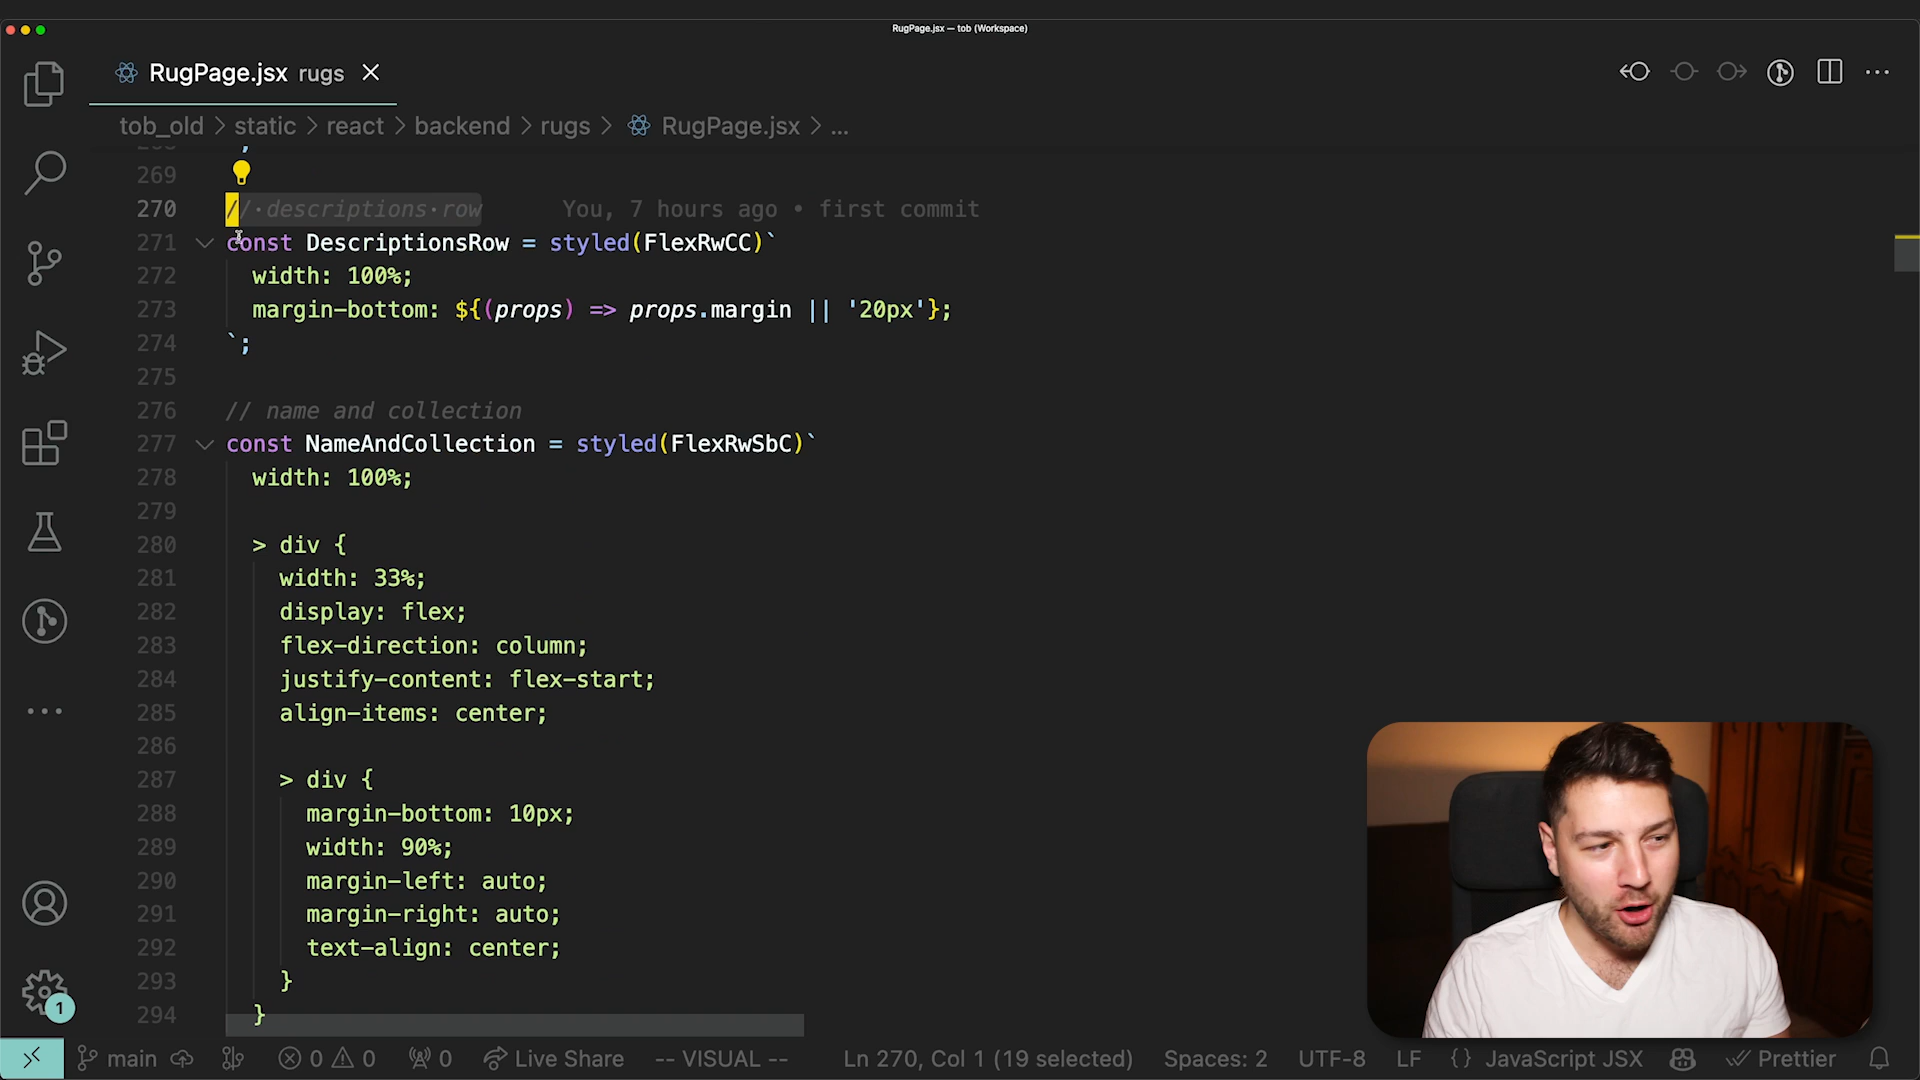 RugPage.jsx — tob (Workspace)
RugPage.jsx rugs
tob_old > static > react > backend > rugs > RugPage.jsx > ...
269
270 // descriptions row You, 7 hours ago • first commit
271 const DescriptionsRow = styled(FlexRwCC)`
272 width: 100%;
273 margin-bottom: ${(props) => props.margin || '20px'};
274 `;
275
276 // name and collection
277 const NameAndCollection = styled(FlexRwSbC)`
278 width: 100%;
279
280 > div {
281 width: 33%;
282 display: flex;
283 flex-direction: column;
284 justify-content: flex-start;
285 align-items: center;
286
287 > div {
288 margin-bottom: 10px;
289 width: 90%;
290 margin-left: auto;
291 margin-right: auto;
292 text-align: center;
293 }
294 }
1
main 0 0 0 Live Share -- VISUAL -- Ln 270, Col 1 (19 selected) Spaces: 2 UTF-8 LF {} JavaScript JSX Prettier